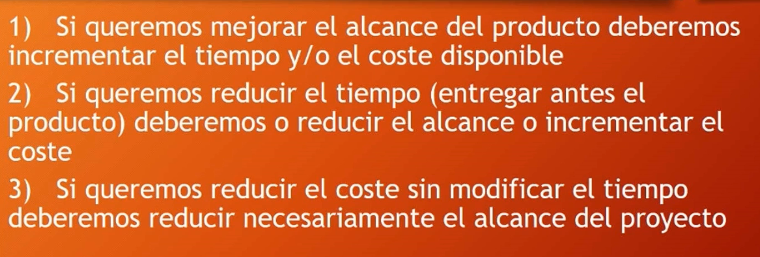 1) Si queremos mejorar el alcance del producto deberemos
incrementar el tiempo y/o el coste disponible
2) Si queremos reducir el tiempo (entregar antes el
producto) deberemos o reducir el alcance o incrementar el
coste
3) Si queremos reducir el coste sin modificar el tiempo
deberemos reducir necesariamente el alcance del proyecto